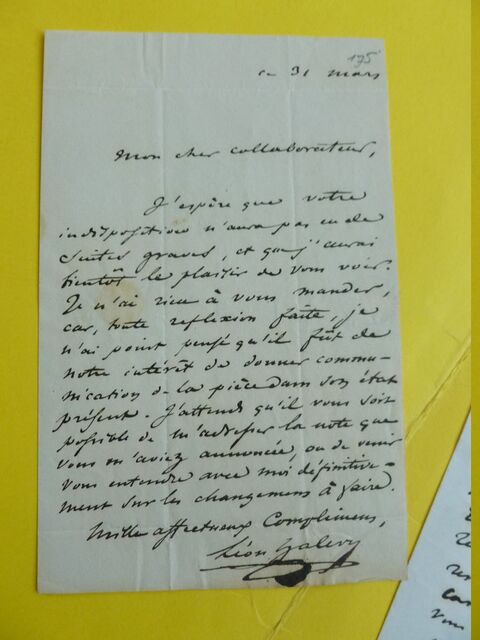 195
ce 31 mars
Mon cher collaborateur,
J'espère que votre
indisposition n'aura pas eu de
suites graves, et que j'aurai
bientôt le plaisir de vous voir.
Je n'ai rien à vous mander,
car, toute reflexion faite, je
n'ai point pensé qu'il fût de
notre intérêt de donner commu-
nication de la pièce dans son état
présent. J'attends qu'il vous soit
possible de m'adresser la note que
vous m'aviez annoncée, ou de venir
vous entendre avec moi définitive-
ment sur les changemens à faire.
Mille affectueux Complimens,
Léon Halévy
vous